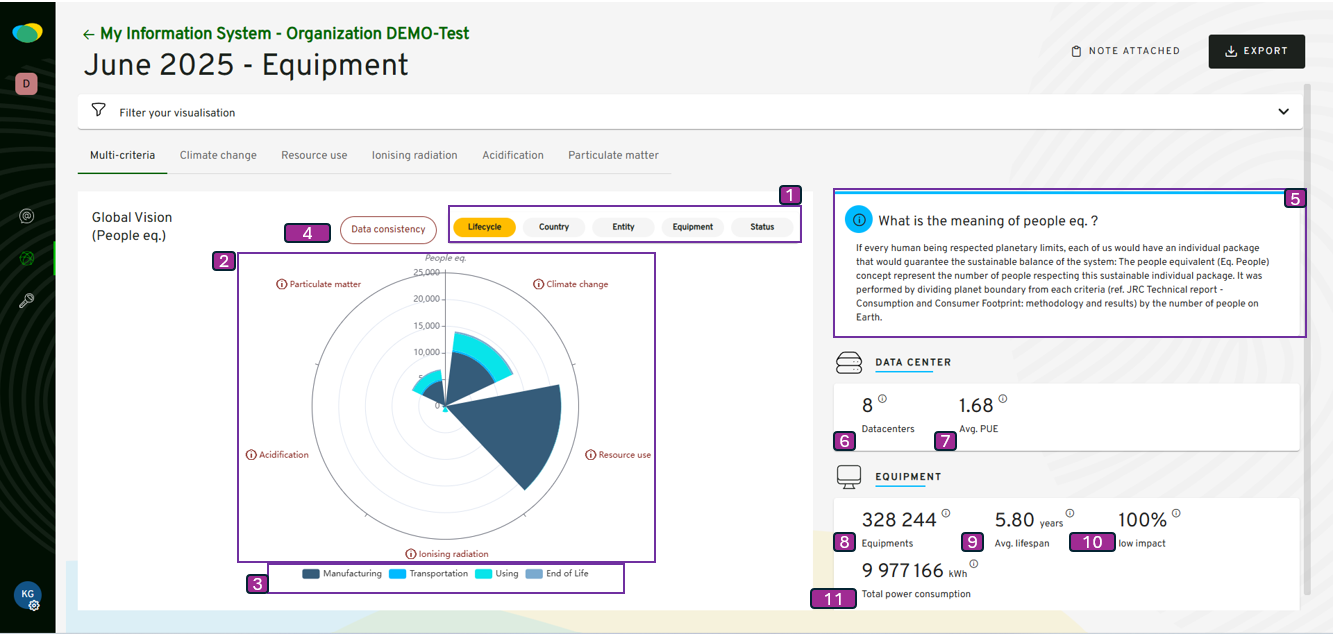 ← My Information System - Organization DEMO-Test
June 2025 - Equipment
NOTE ATTACHED
EXPORT
D
Filter your visualisation
Multi-criteria
Climate change
Resource use
Ionising radiation
Acidification
Particulate matter
Global Vision
(People eq.)
4
Data consistency
1
Lifecycle
Country
Entity
Equipment
Status
2
People eq.
25,000
20,000
15,000
10,000
0
Particulate matter
Climate change
Acidification
Resource use
Ionising radiation
3
Manufacturing
Transportation
Using
End of Life
5
What is the meaning of people eq. ?
If every human being respected planetary limits, each of us would have an individual package
that would guarantee the sustainable balance of the system: The people equivalent (Eq. People)
concept represent the number of people respecting this sustainable individual package. It was
performed by dividing planet boundary from each criteria (ref. JRC Technical report -
Consumption and Consumer Footprint: methodology and results) by the number of people on
Earth.
DATA CENTER
8
1.68
6
Datacenters
7
Avg. PUE
EQUIPMENT
328 244
5.80 years
100%
8
Equipments
9
Avg. lifespan
10
low impact
9 977 166 kWh
11
Total power consumption
KG